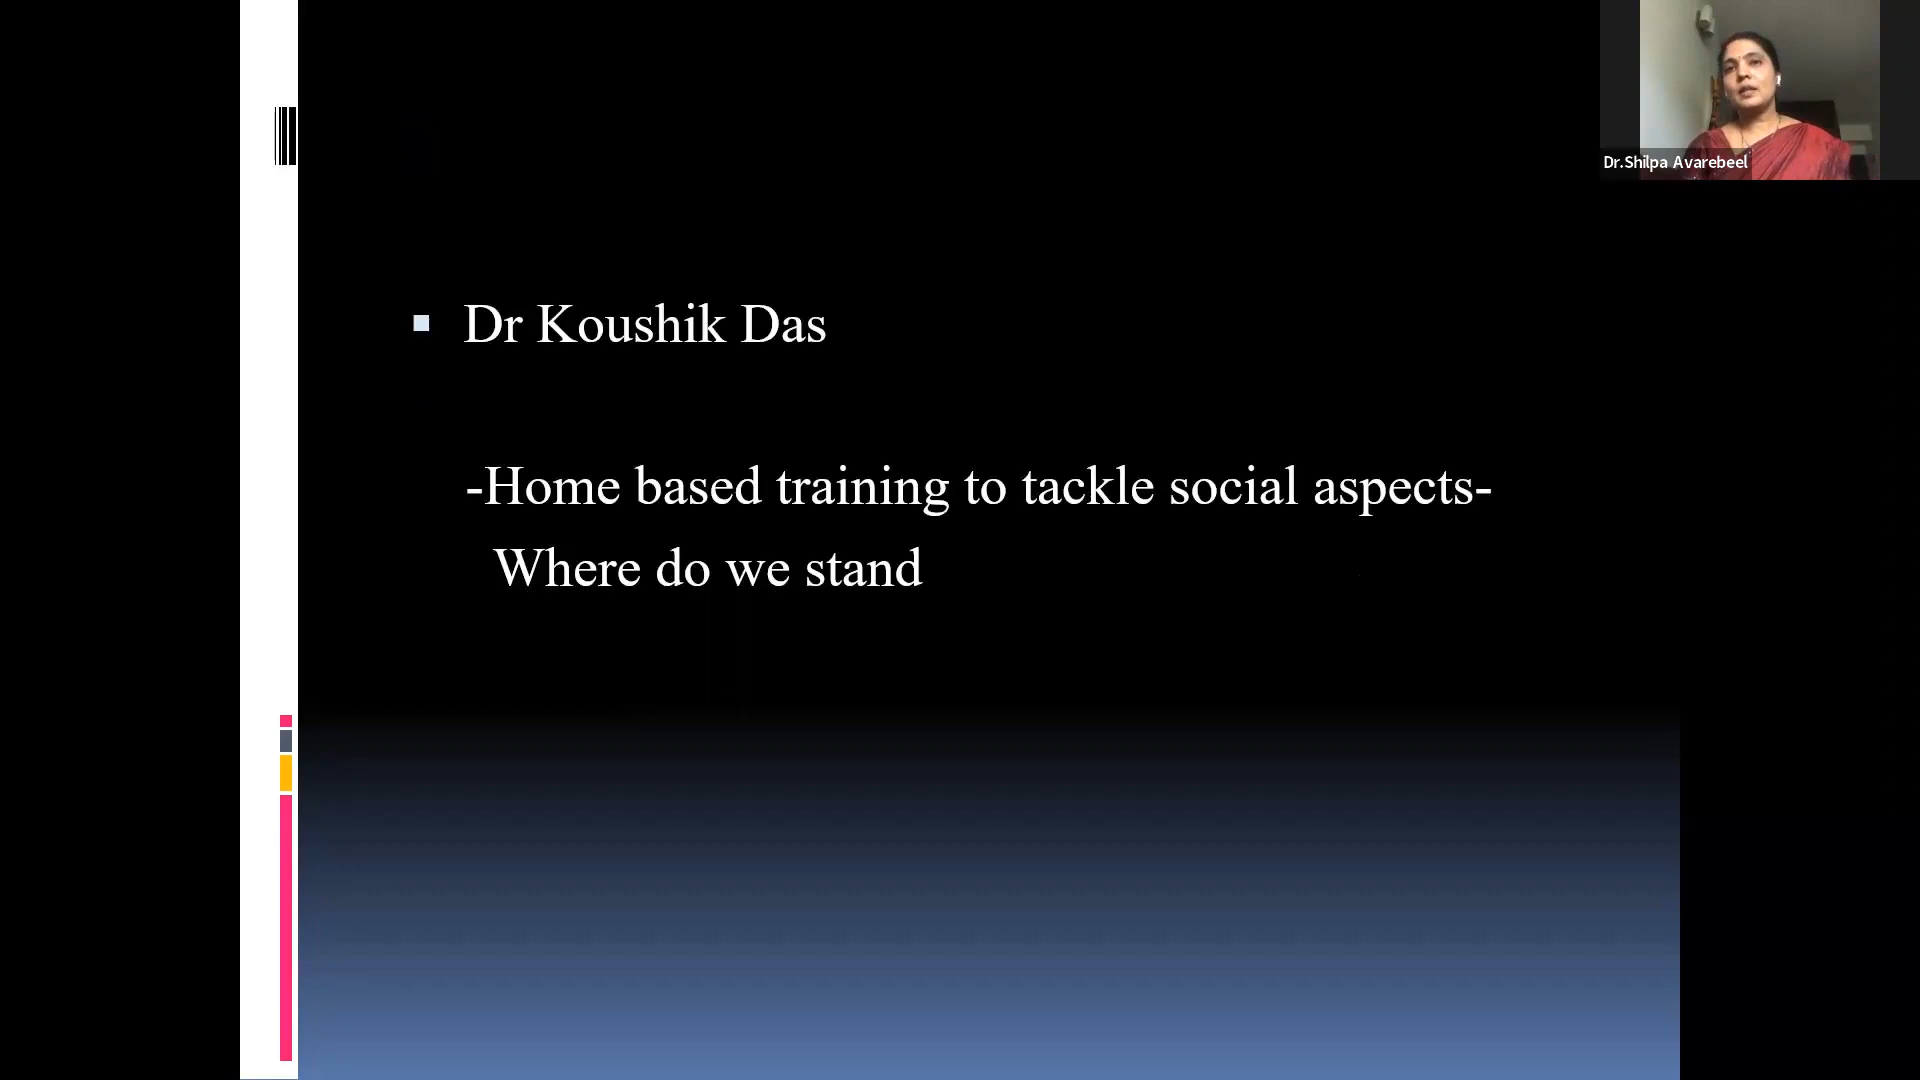 Dr.Shilpa Avarebeel
Dr Koushik Das
-Home based training to tackle social aspects-
Where do we stand